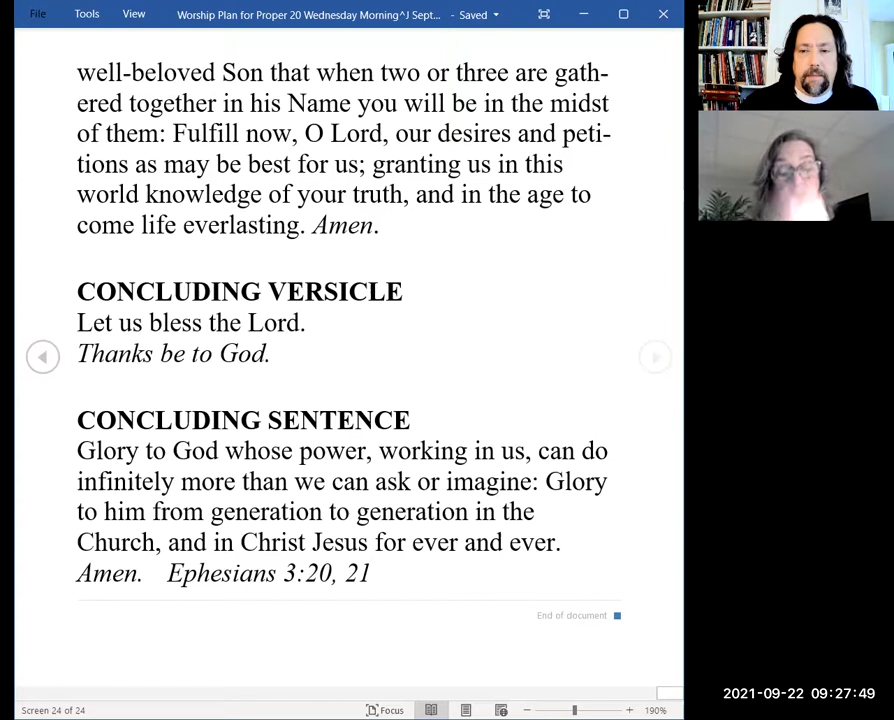 File Tools View Worship Plan for Proper 20 Wednesday Morning^J Sept... - Saved
well-beloved Son that when two or three are gath-
ered together in his Name you will be in the midst
of them: Fulfill now, O Lord, our desires and peti-
tions as may be best for us; granting us in this
world knowledge of your truth, and in the age to
come life everlasting. Amen.
CONCLUDING VERSICLE
Let us bless the Lord.
Thanks be to God.
CONCLUDING SENTENCE
Glory to God whose power, working in us, can do
infinitely more than we can ask or imagine: Glory
to him from generation to generation in the
Church, and in Christ Jesus for ever and ever.
Amen. Ephesians 3:20, 21
End of document
2021-09-22 09:27:49
Screen 24 of 24 Focus 190%